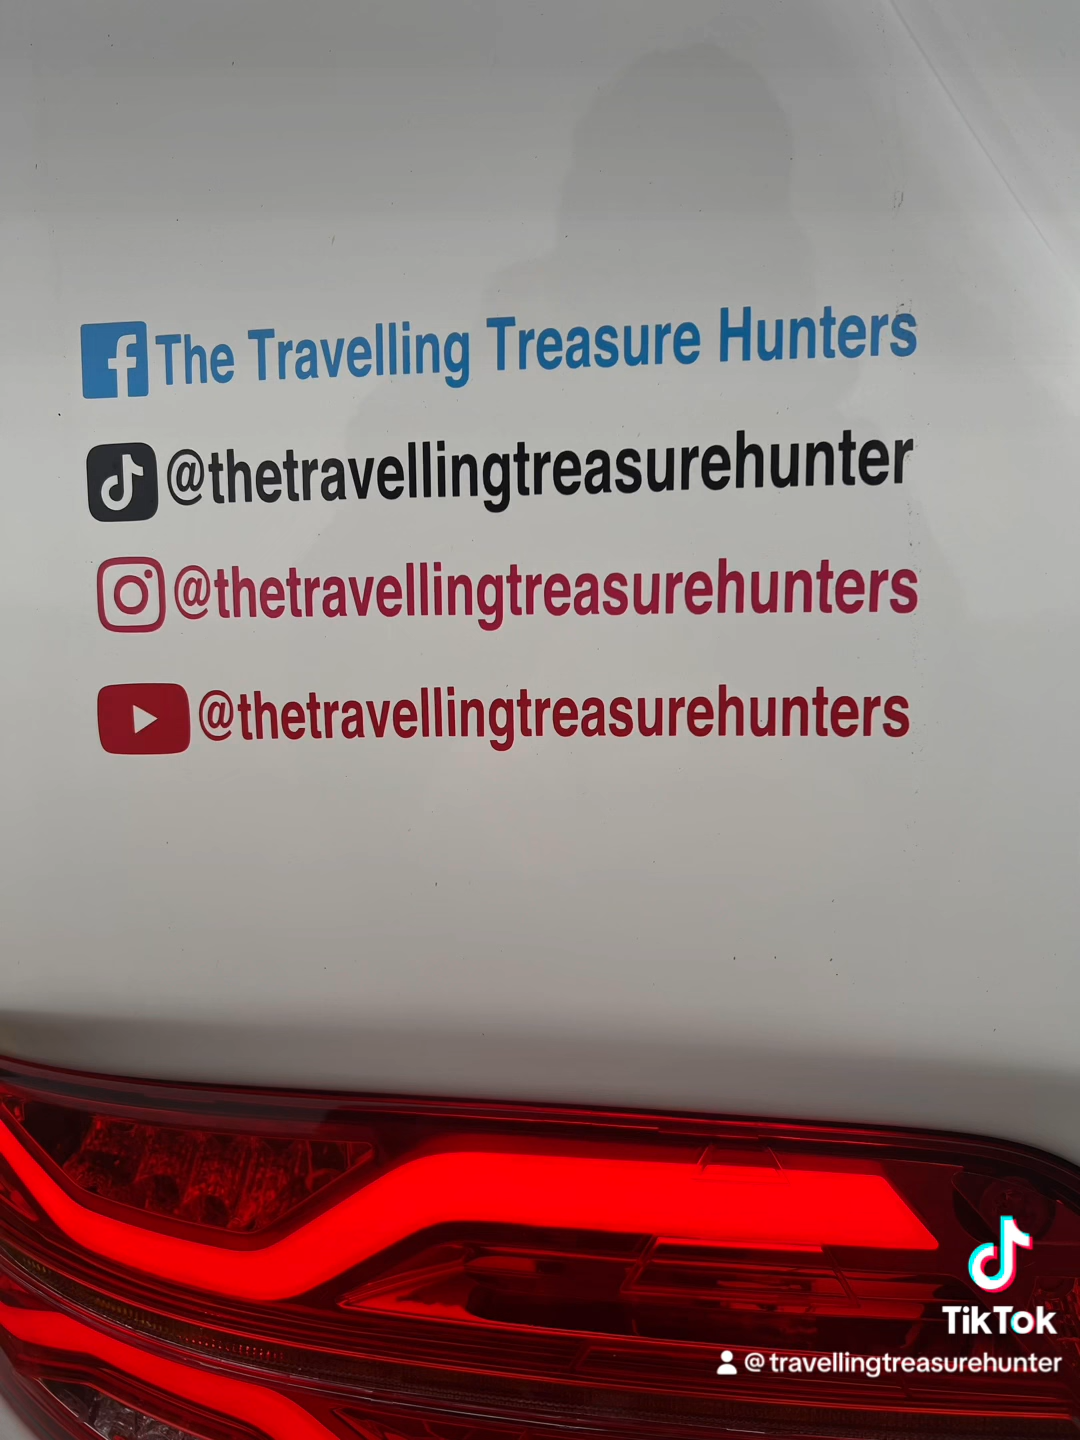 The Travelling Treasure Hunters
@thetravellingtreasurehunter
@thetravellingtreasurehunters
@thetravellingtreasurehunters
TikTok
@travellingtreasurehunter